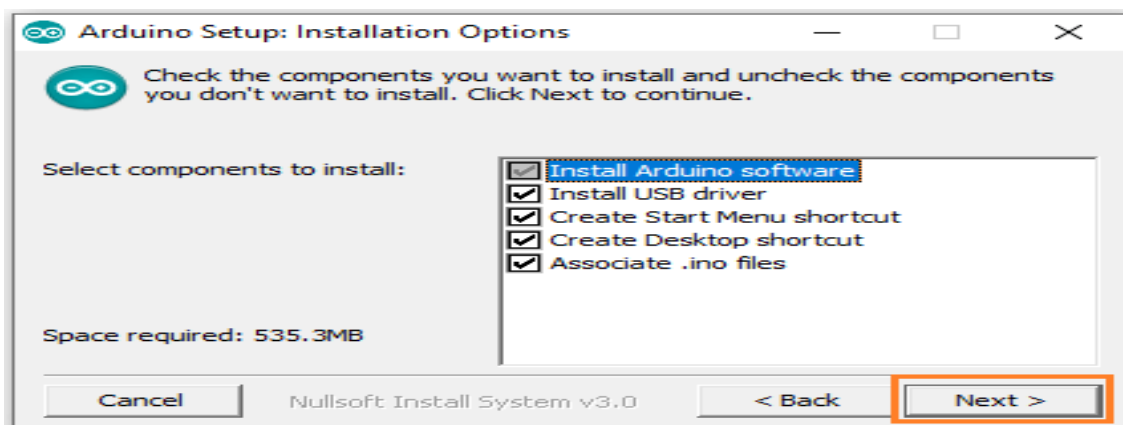 Arduino Setup: Installation Options
Check the components you want to install and uncheck the components
you don't want to install. Click Next to continue.
Select components to install:
Install Arduino software
Install USB driver
Create Start Menu shortcut
Create Desktop shortcut
Associate .ino files
Space required: 535.3MB
Cancel
Nullsoft Install System v3.0
< Back
Next >